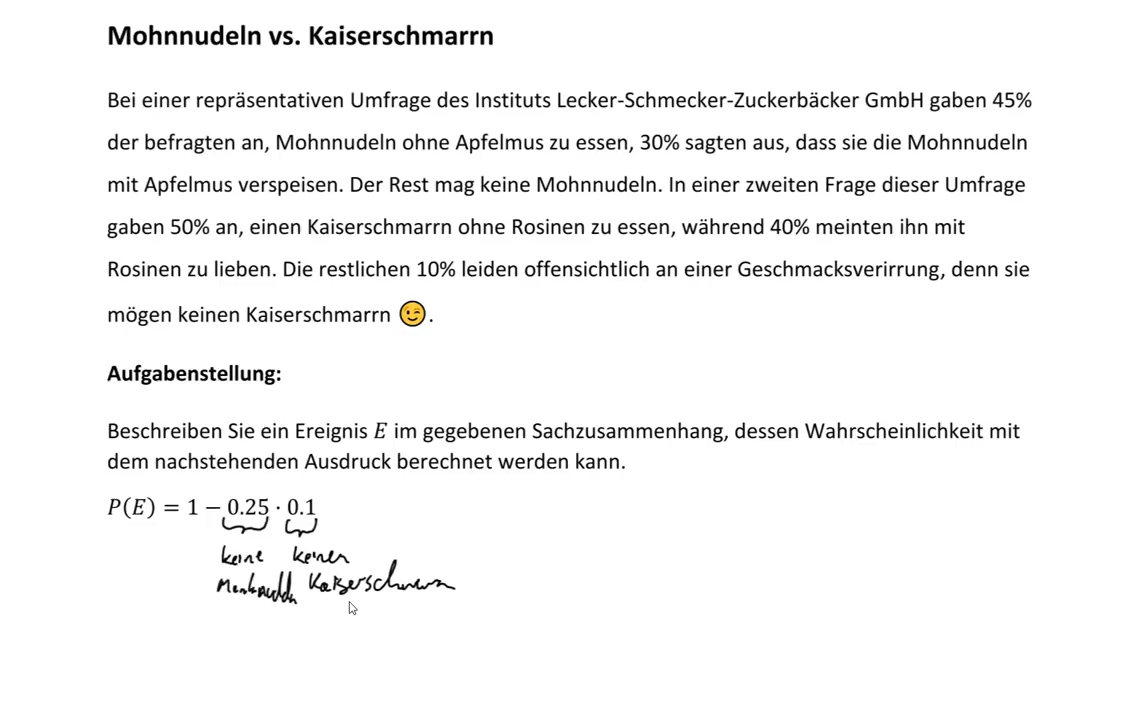 Mohnnudeln vs. Kaiserschmarrn
Bei einer repräsentativen Umfrage des Instituts Lecker-Schmecker-Zuckerbäcker GmbH gaben 45%
der befragten an, Mohnnudeln ohne Apfelmus zu essen, 30% sagten aus, dass sie die Mohnnudeln
mit Apfelmus verspeisen. Der Rest mag keine Mohnnudeln. In einer zweiten Frage dieser Umfrage
gaben 50% an, einen Kaiserschmarrn ohne Rosinen zu essen, während 40% meinten ihn mit
Rosinen zu lieben. Die restlichen 10% leiden offensichtlich an einer Geschmacksverirrung, denn sie
mögen keinen Kaiserschmarrn 😉.
Aufgabenstellung:
Beschreiben Sie ein Ereignis E im gegebenen Sachzusammenhang, dessen Wahrscheinlichkeit mit
dem nachstehenden Ausdruck berechnet werden kann.
P(E) = 1 − 0.25 · 0.1
keine keinen